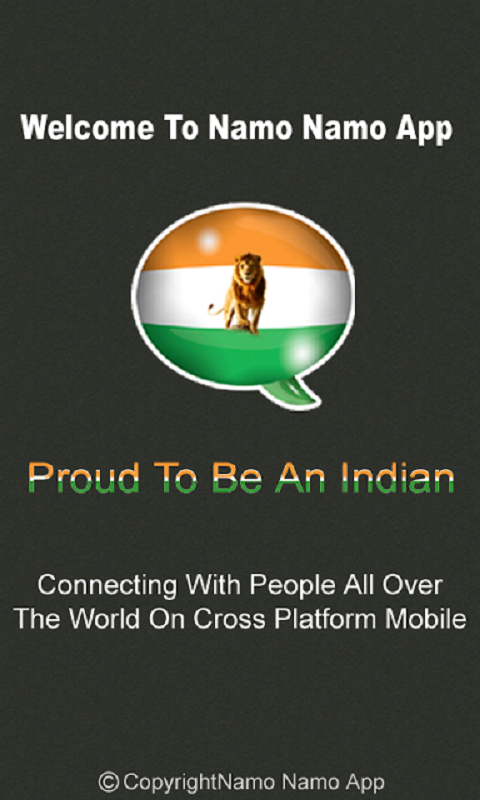 Welcome To Namo Namo App
Proud To Be An Indian
Connecting With People All Over
The World On Cross Platform Mobile
©CopyrightNamo Namo App